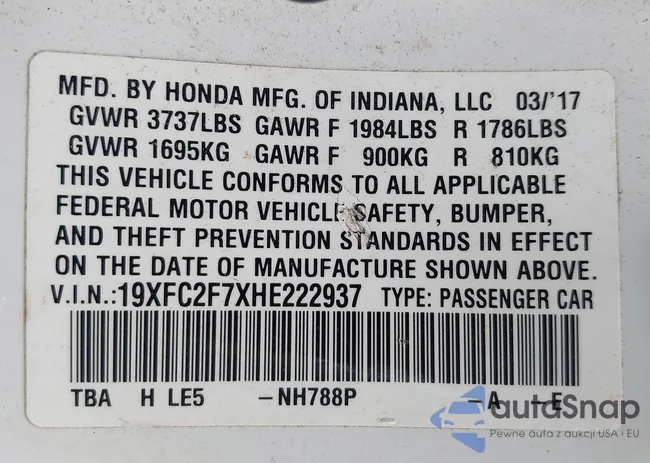 MFD. BY HONDA MFG. OF INDIANA, LLC 03/'17
GVWR 3737LBS GAWR F 1984LBS R 1786LBS
GVWR 1695KG GAWR F 900KG R 810KG
THIS VEHICLE CONFORMS TO ALL APPLICABLE
FEDERAL MOTOR VEHICLE SAFETY, BUMPER,
AND THEFT PREVENTION STANDARDS IN EFFECT
ON THE DATE OF MANUFACTURE SHOWN ABOVE.
V.I.N.:19XFC2F7XHE222937 TYPE: PASSENGER CAR
TBA H LE5 -NH788P -A -E
autoSnap
Pewne auta z aukcji USA i EU